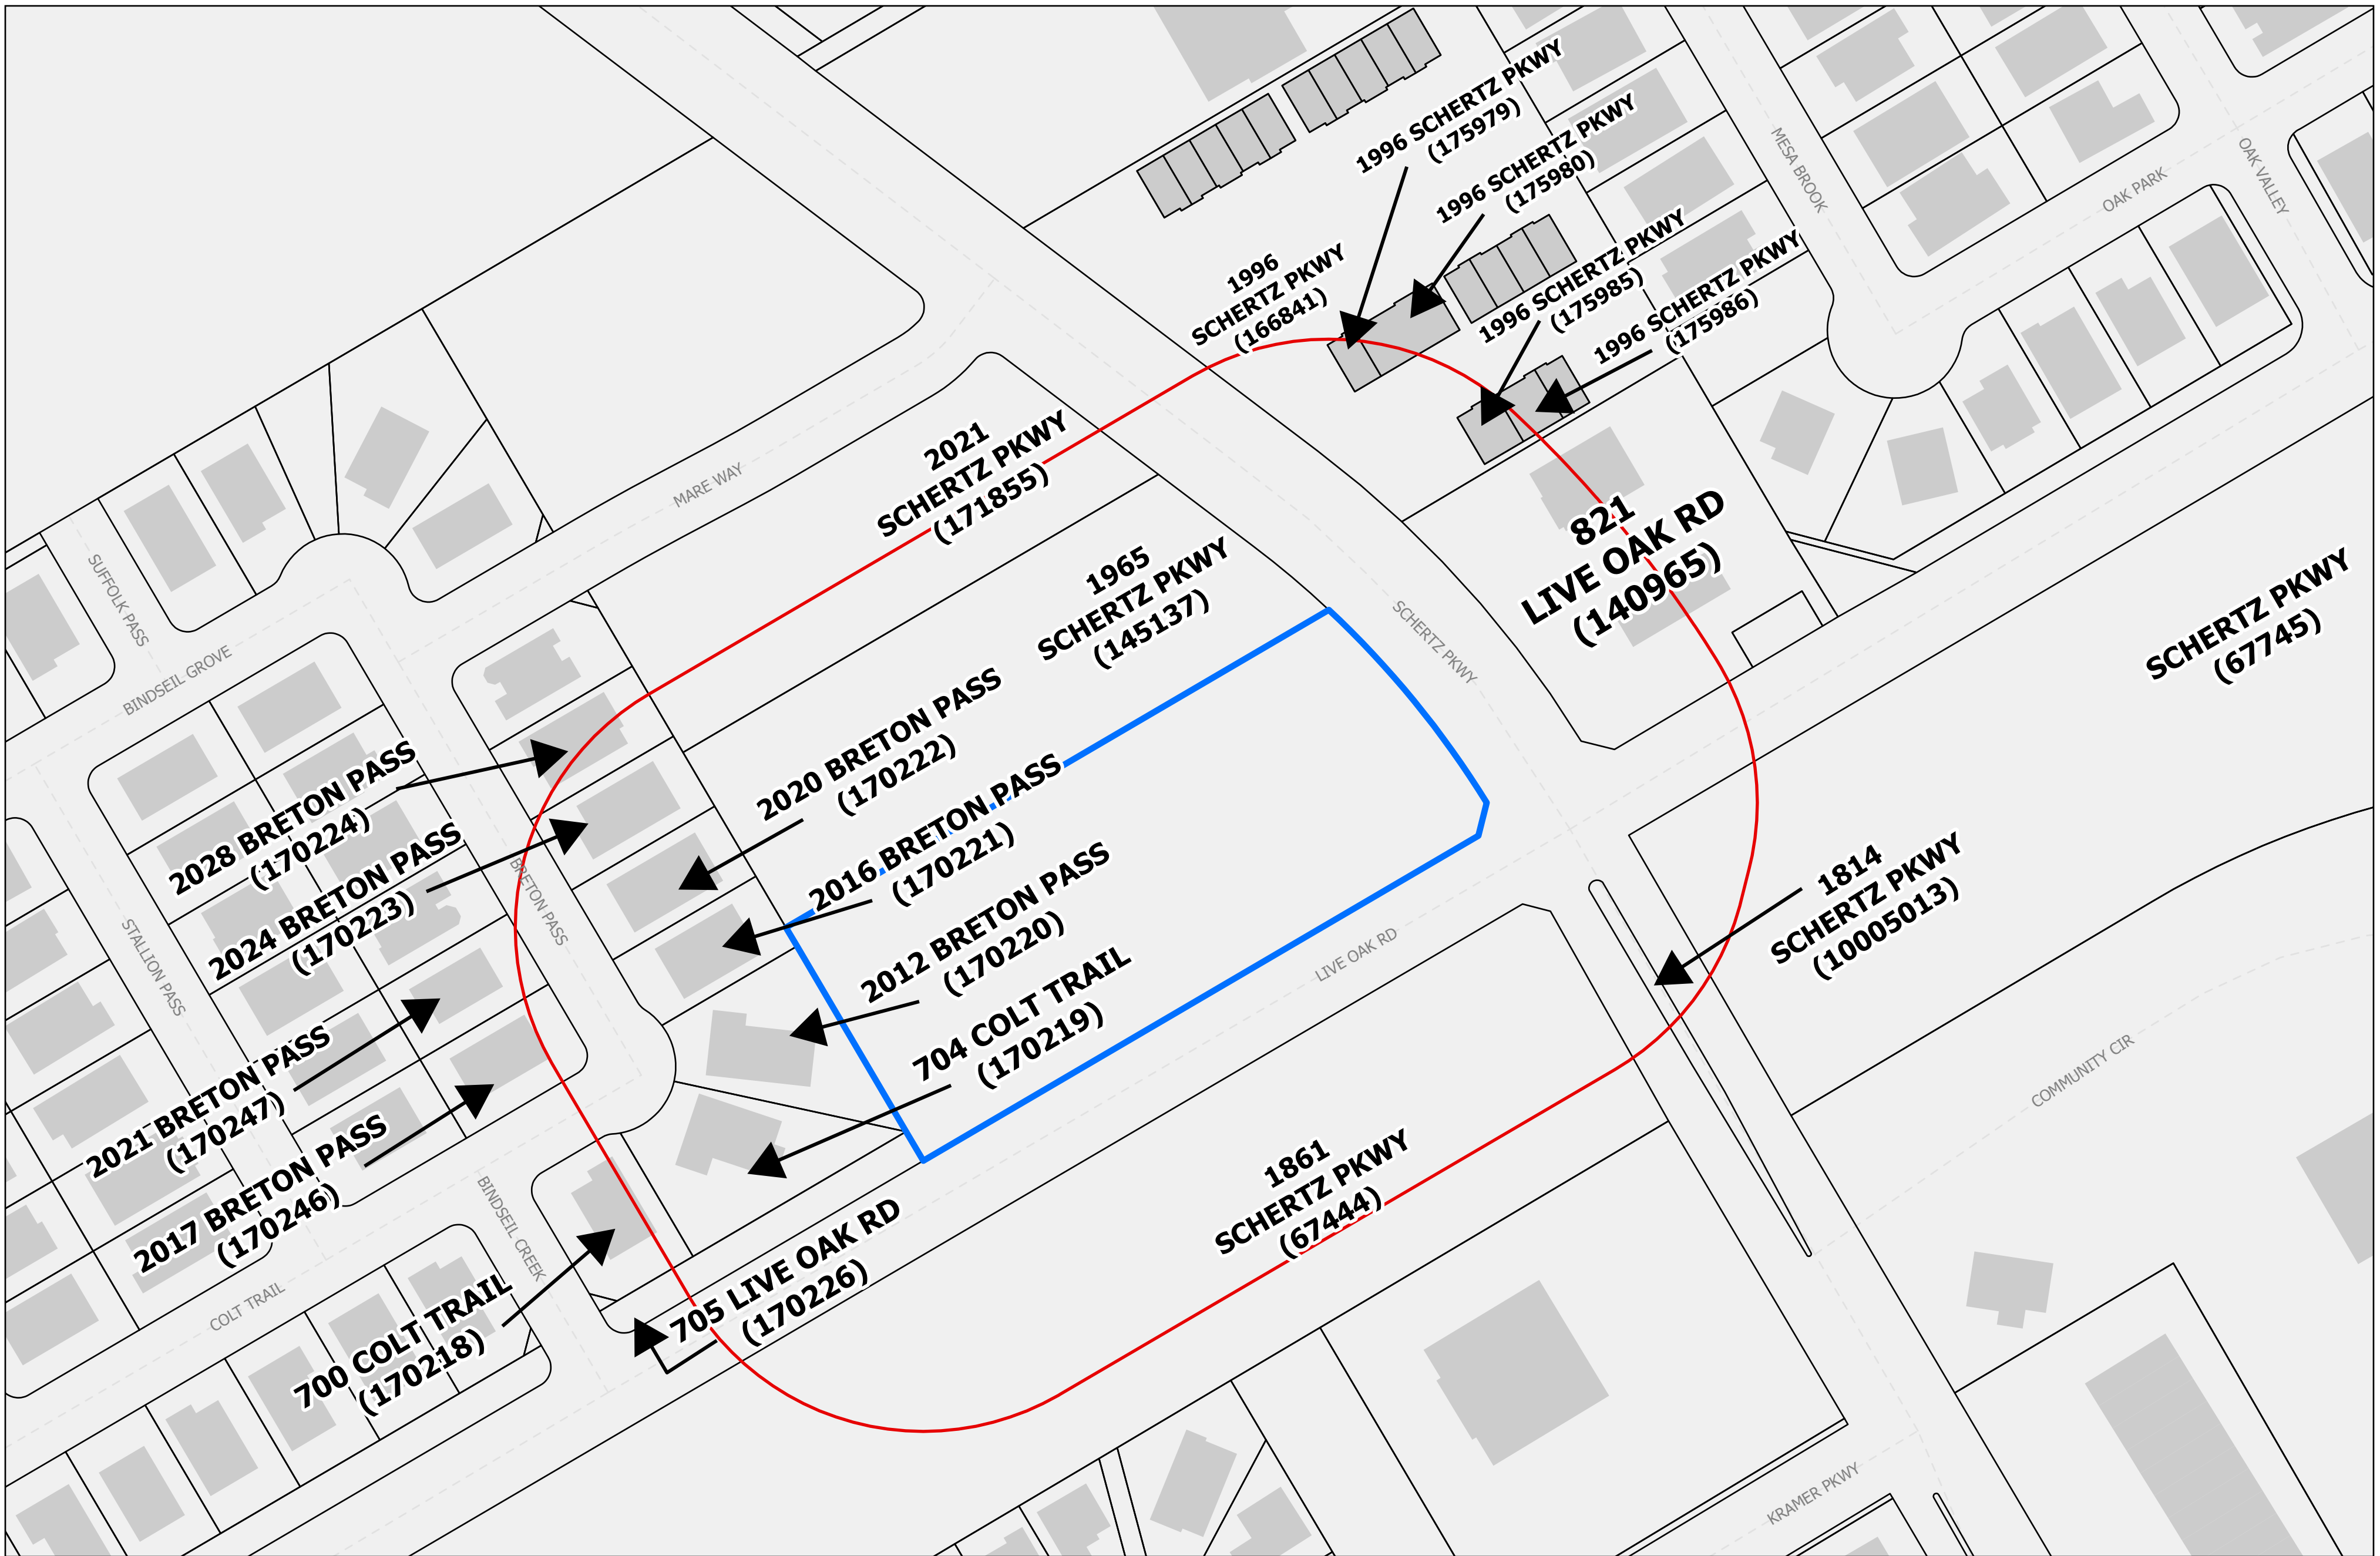 1996 SCHERTZ PKWY
(175979)
1996 SCHERTZ PKWY
(175980)
MESA BROOK
OAK VALLEY
OAK PARK
1996
SCHERTZ PKWY
(166841)
1996 SCHERTZ PKWY
(175985)
1996 SCHERTZ PKWY
(175986)
2021
SCHERTZ PKWY
(171855)
MARE WAY
821
LIVE OAK RD
(140965)
SUFFOLK PASS
1965
SCHERTZ PKWY
(145137)
SCHERTZ PKWY
SCHERTZ PKWY
(67745)
BINDSEIL GROVE
2020 BRETON PASS
(170222)
2028 BRETON PASS
(170224)
2016 BRETON PASS
(170221)
2024 BRETON PASS
(170223)
BRETON PASS
2012 BRETON PASS
(170220)
1814
SCHERTZ PKWY
(10005013)
STALLION PASS
LIVE OAK RD
704 COLT TRAIL
(170219)
COMMUNITY CIR
2021 BRETON PASS
(170247)
2017 BRETON PASS
(170246)
1861
SCHERTZ PKWY
(67444)
BINDSEIL CREEK
705 LIVE OAK RD
(170226)
COLT TRAIL
700 COLT TRAIL
(170218)
KRAMER PKWY